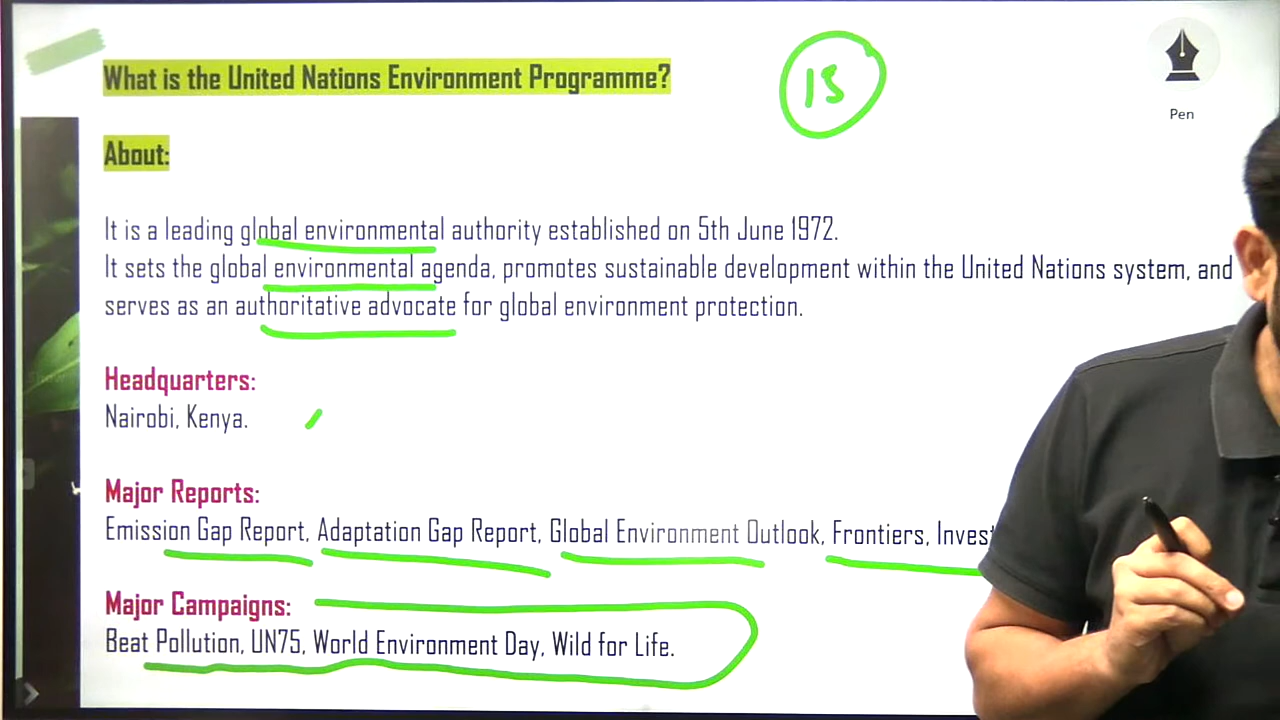 What is the United Nations Environment Programme?
15
Pen
About:
It is a leading global environmental authority established on 5th June 1972.
It sets the global environmental agenda, promotes sustainable development within the United Nations system, and
serves as an authoritative advocate for global environment protection.
Headquarters:
Nairobi, Kenya.
Major Reports:
Emission Gap Report, Adaptation Gap Report, Global Environment Outlook, Frontiers, Invest
Major Campaigns:
Beat Pollution, UN75, World Environment Day, Wild for Life.